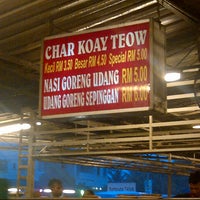 CHAR KOAY TEOW
Kecil RM 3.50 Besar RM 4.50 Special RM 5.00
NASI GORENG UDANG RM 5.00
UDANG GORENG SEPINGGAN RM 6.00